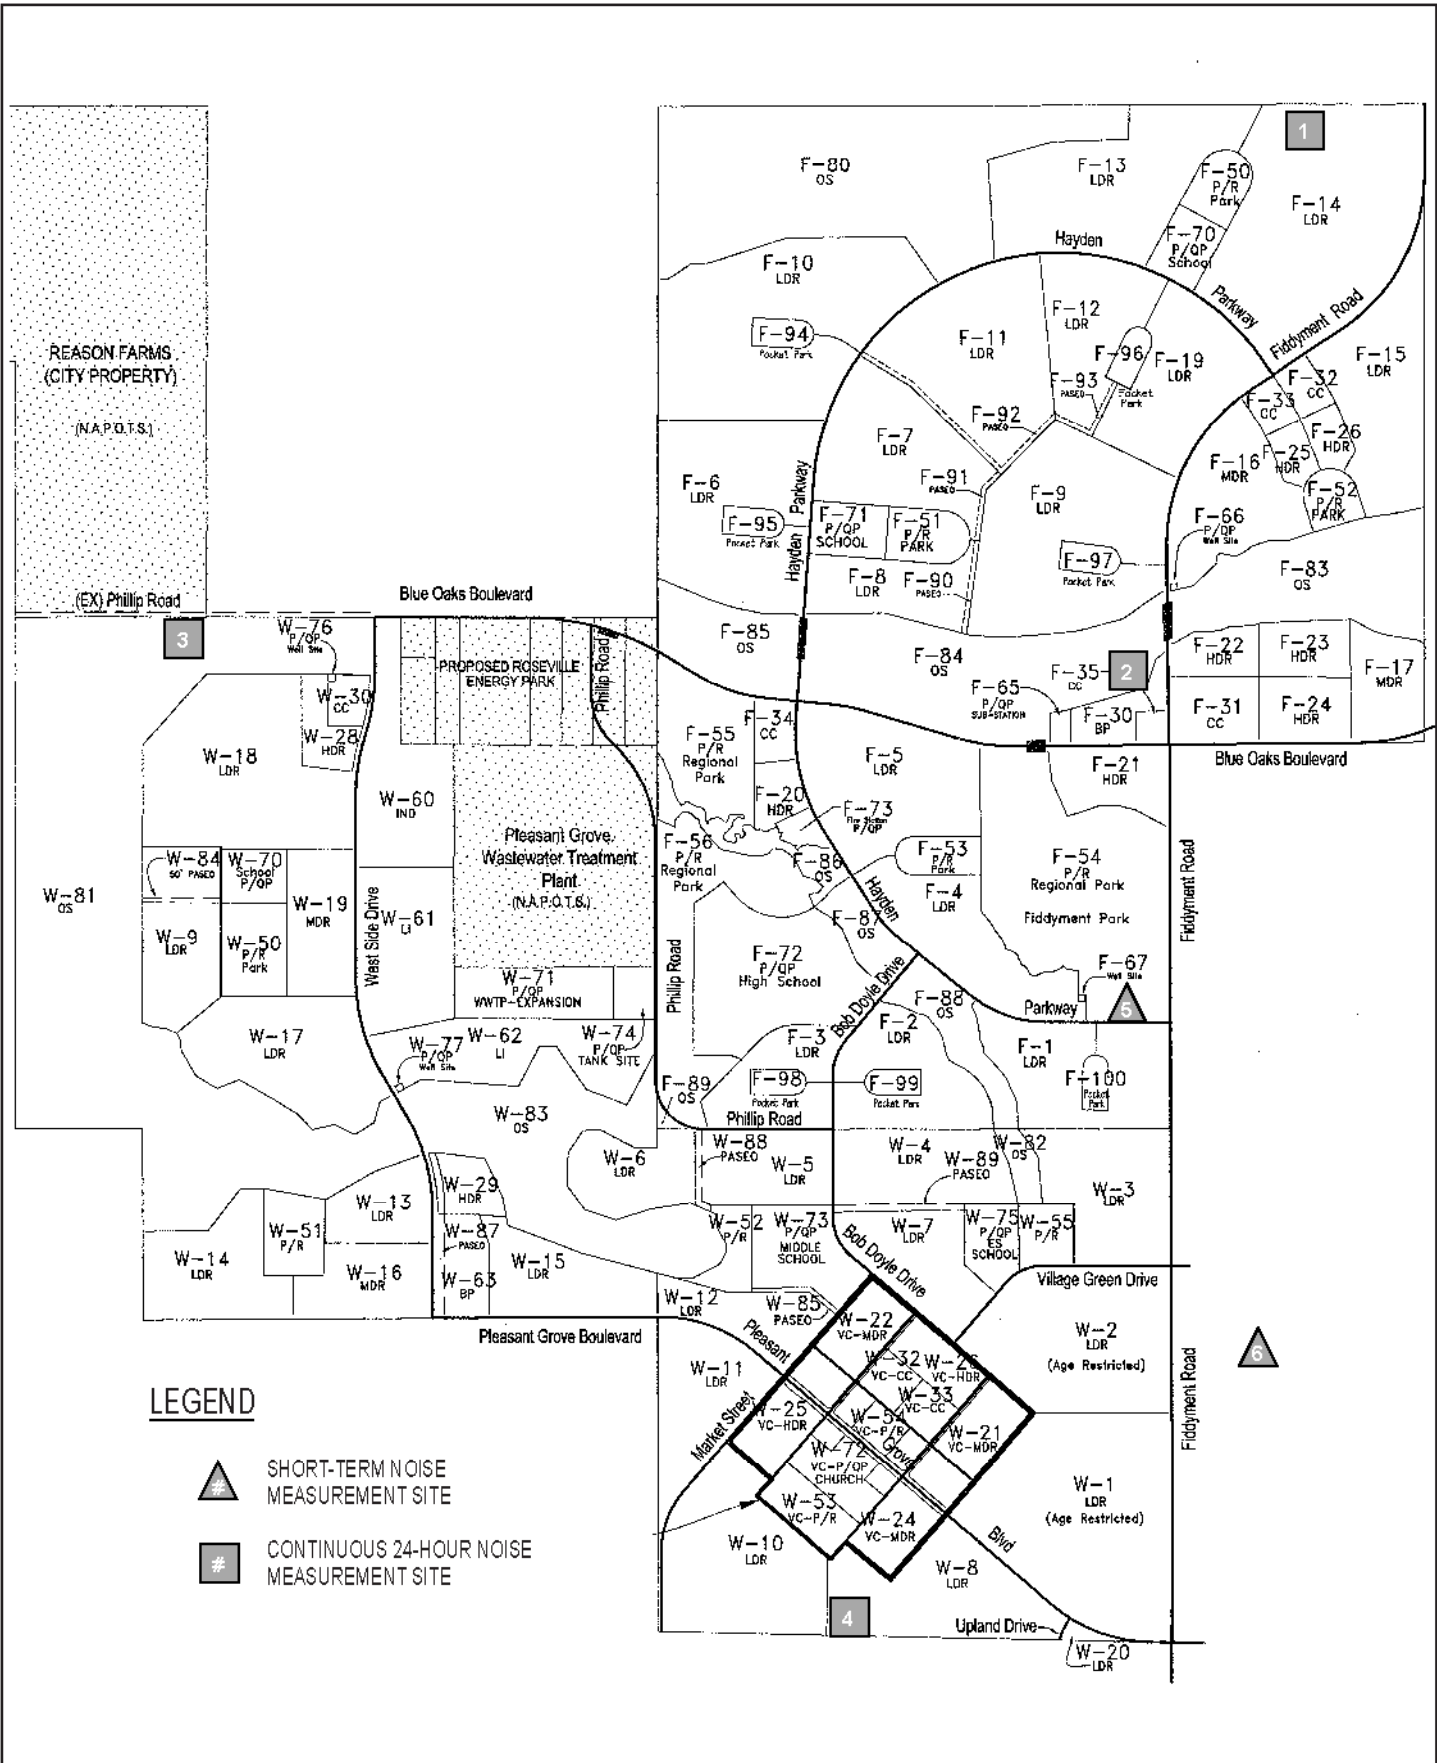 1
F-80
OS
F-13
LDR
F-50
P/R
Park
F-14
LDR
F-70
P/QP
School
Hayden
Parkway
Fiddyment Road
F-10
LDR
F-12
LDR
F-11
LDR
F-94
Pocket Park
F-96
Pocket
Park
F-19
LDR
F-15
LDR
F-93
PASEO
F-32
CC
F-33
CC
F-92
PASEO
F-26
HDR
F-25
HDR
REASON FARMS
(CITY PROPERTY)
(N.A.P.O.T.S.)
F-7
LDR
F-16
MDR
F-6
LDR
F-91
PASEO
F-9
LDR
F-52
P/R
PARK
Hayden Parkway
F-95
Pocket Park
F-71
P/QP
SCHOOL
F-51
P/R
PARK
F-66
P/QP
Well Site
F-97
Pocket Park
F-83
OS
F-8
LDR
F-90
PASEO
(EX) Phillip Road
Blue Oaks Boulevard
3
W-76
P/QP
Well Site
F-85
OS
F-84
OS
F-35
CC
2
F-22
HDR
F-23
HDR
F-17
MDR
PROPOSED ROSEVILLE
ENERGY PARK
Phillip Road
F-65
P/QP
SUB-STATION
F-30
BP
F-31
CC
F-24
HDR
W-30
CC
W-28
HDR
F-34
CC
F-55
P/R
Regional
Park
F-5
LDR
F-21
HDR
Blue Oaks Boulevard
W-18
LDR
W-60
IND
F-20
HDR
F-73
Fire Station
P/QP
Pleasant Grove
Wastewater Treatment
Plant
(N.A.P.O.T.S.)
F-56
P/R
Regional
Park
F-86
OS
F-53
P/R
Park
F-54
P/R
Regional Park
Fiddyment Park
W-84
50' PASEO
W-70
School
P/QP
W-81
OS
W-19
MDR
W-61
LI
West Side Drive
F-4
LDR
Hayden
F-87
OS
Fiddyment Road
W-9
LDR
W-50
P/R
Park
F-72
P/QP
High School
Phillip Road
W-71
P/QP
WWTP-EXPANSION
Bob Doyle Drive
F-67
Well Site
F-88
OS
Parkway
5
W-17
LDR
W-77
P/QP
Well Site
W-62
LI
W-74
P/QP
TANK SITE
F-3
LDR
F-2
LDR
F-1
LDR
F-89
OS
F-98
Pocket Park
F-99
Pocket Park
F-100
Pocket
Park
W-83
OS
Phillip Road
W-6
LDR
W-88
PASEO
W-5
LDR
W-4
LDR
W-89
PASEO
W-82
OS
W-3
LDR
W-29
HDR
W-13
LDR
W-51
P/R
W-87
PASEO
W-52
P/R
W-73
P/QP
MIDDLE
SCHOOL
W-7
LDR
W-75
P/QP
ES
SCHOOL
W-55
P/R
Bob Doyle Drive
W-14
LDR
W-16
MDR
W-63
BP
W-15
LDR
Village Green Drive
W-12
LDR
W-85
PASEO
W-22
VC-MDR
Pleasant Grove Boulevard
Pleasant
W-2
LDR
(Age Restricted)
6
W-11
LDR
W-32
VC-CC
VC-HDR
W-33
VC-CC
Fiddyment Road
LEGEND
Market Street
W-25
VC-HDR
W-54
VC-P/R
W-21
VC-MDR
Grove
W-72
VC-P/QP
CHURCH
#
SHORT-TERM NOISE
MEASUREMENT SITE
W-1
LDR
(Age Restricted)
W-53
VC-P/R
W-24
VC-MDR
W-10
LDR
Blvd
#
CONTINUOUS 24-HOUR NOISE
MEASUREMENT SITE
W-8
LDR
4
Upland Drive
W-20
LDR